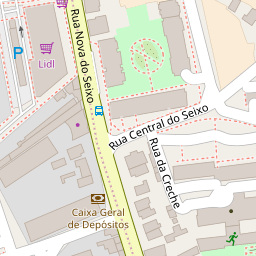 Rua Nova do Seixo
Lidl
P
Rua Central do Seixo
Rua da Creche
Caixa Geral
de Depósitos